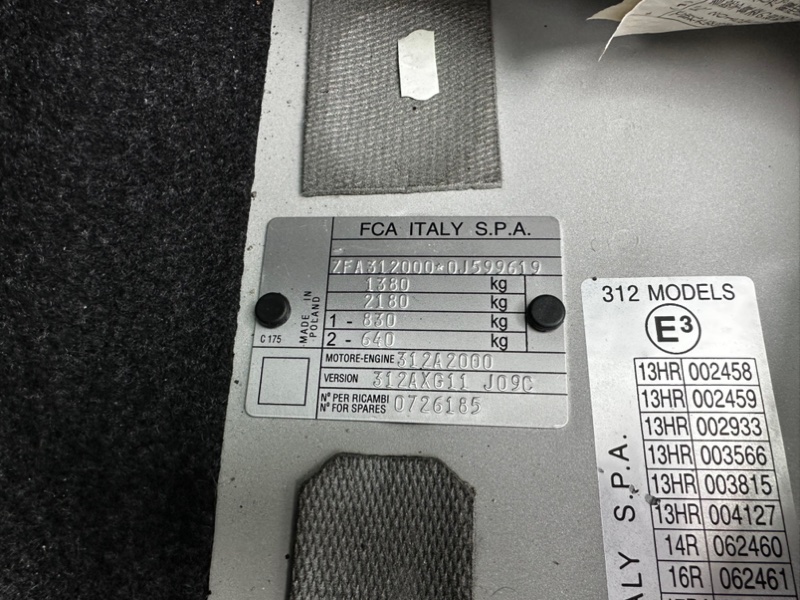 FCA ITALY S.P.A.
ZFA312000*0J599619
1380 kg
2180 kg
1 - 830 kg
2 - 640 kg
MADE IN POLAND
C 175
MOTORE-ENGINE 312A2000
VERSION 312AXG11 J09C
N° PER RICAMBI
N° FOR SPARES 0726185
312 MODELS
E3
13HR 002458
13HR 002459
13HR 002933
13HR 003566
13HR 003815
13HR 004127
14R 062460
16R 062461
ALY S.P.A.